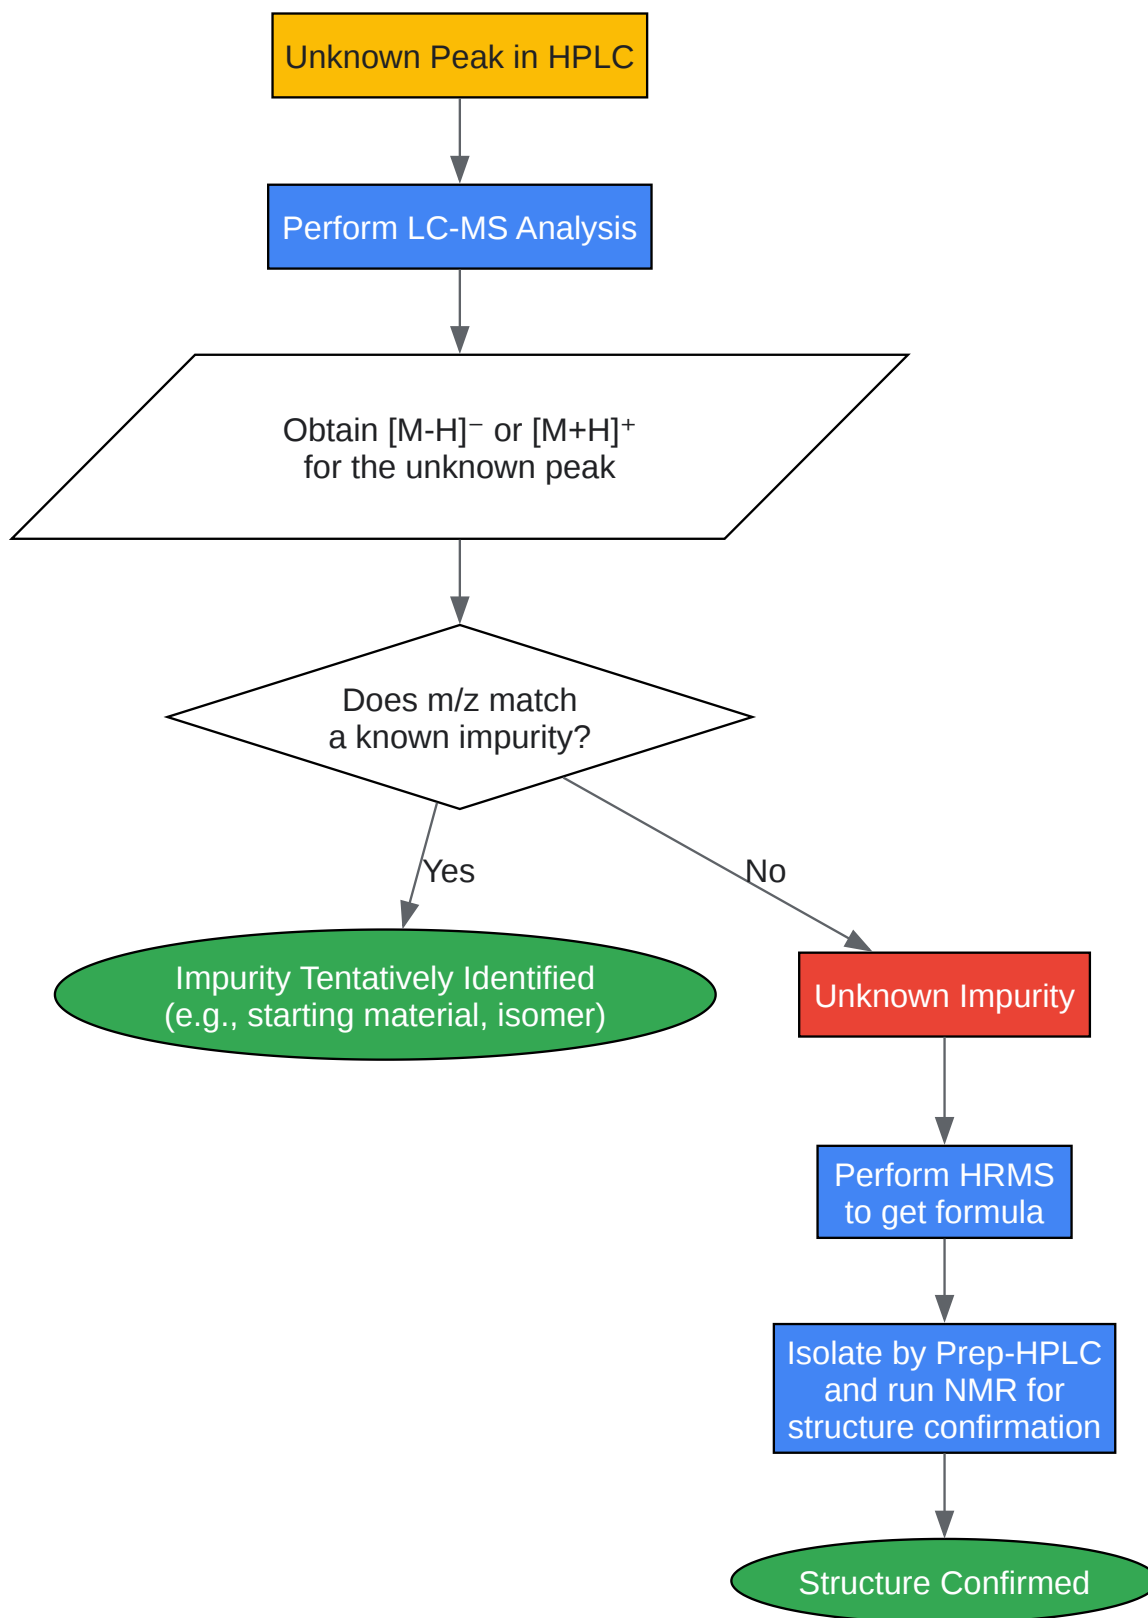 Unknown Peak in HPLC
Perform LC-MS Analysis
Obtain [M-H]⁻ or [M+H]⁺
for the unknown peak
Does m/z match
a known impurity?
Yes
No
Impurity Tentatively Identified
(e.g., starting material, isomer)
Unknown Impurity
Perform HRMS
to get formula
Isolate by Prep-HPLC
and run NMR for
structure confirmation
Structure Confirmed